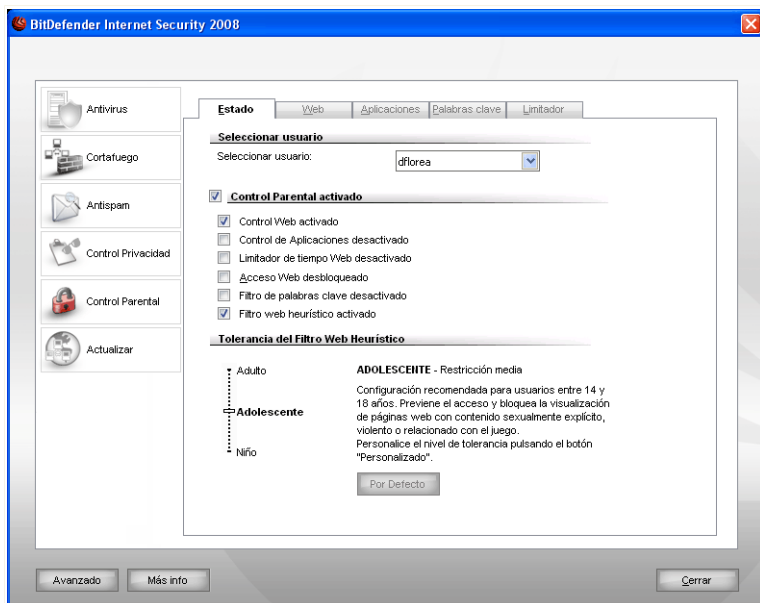 BitDefender Internet Security 2008
Antivirus
Cortafuego
Antispam
Control Privacidad
Control Parental
Actualizar
Estado
Web
Aplicaciones
Palabras clave
Limitador
Seleccionar usuario
Seleccionar usuario:
dflorea
Control Parental activado
Control Web activado
Control de Aplicaciones desactivado
Limitador de tiempo Web desactivado
Acceso Web desbloqueado
Filtro de palabras clave desactivado
Filtro web heurístico activado
Tolerancia del Filtro Web Heurístico
Adulto
Adolescente
Niño
ADOLESCENTE - Restricción media
Configuración recomendada para usuarios entre 14 y
18 años. Previene el acceso y bloquea la visualización
de páginas web con contenido sexualmente explícito,
violento o relacionado con el juego.
Personalice el nivel de tolerancia pulsando el botón
"Personalizado".
Por Defecto
Avanzado
Más info
Cerrar